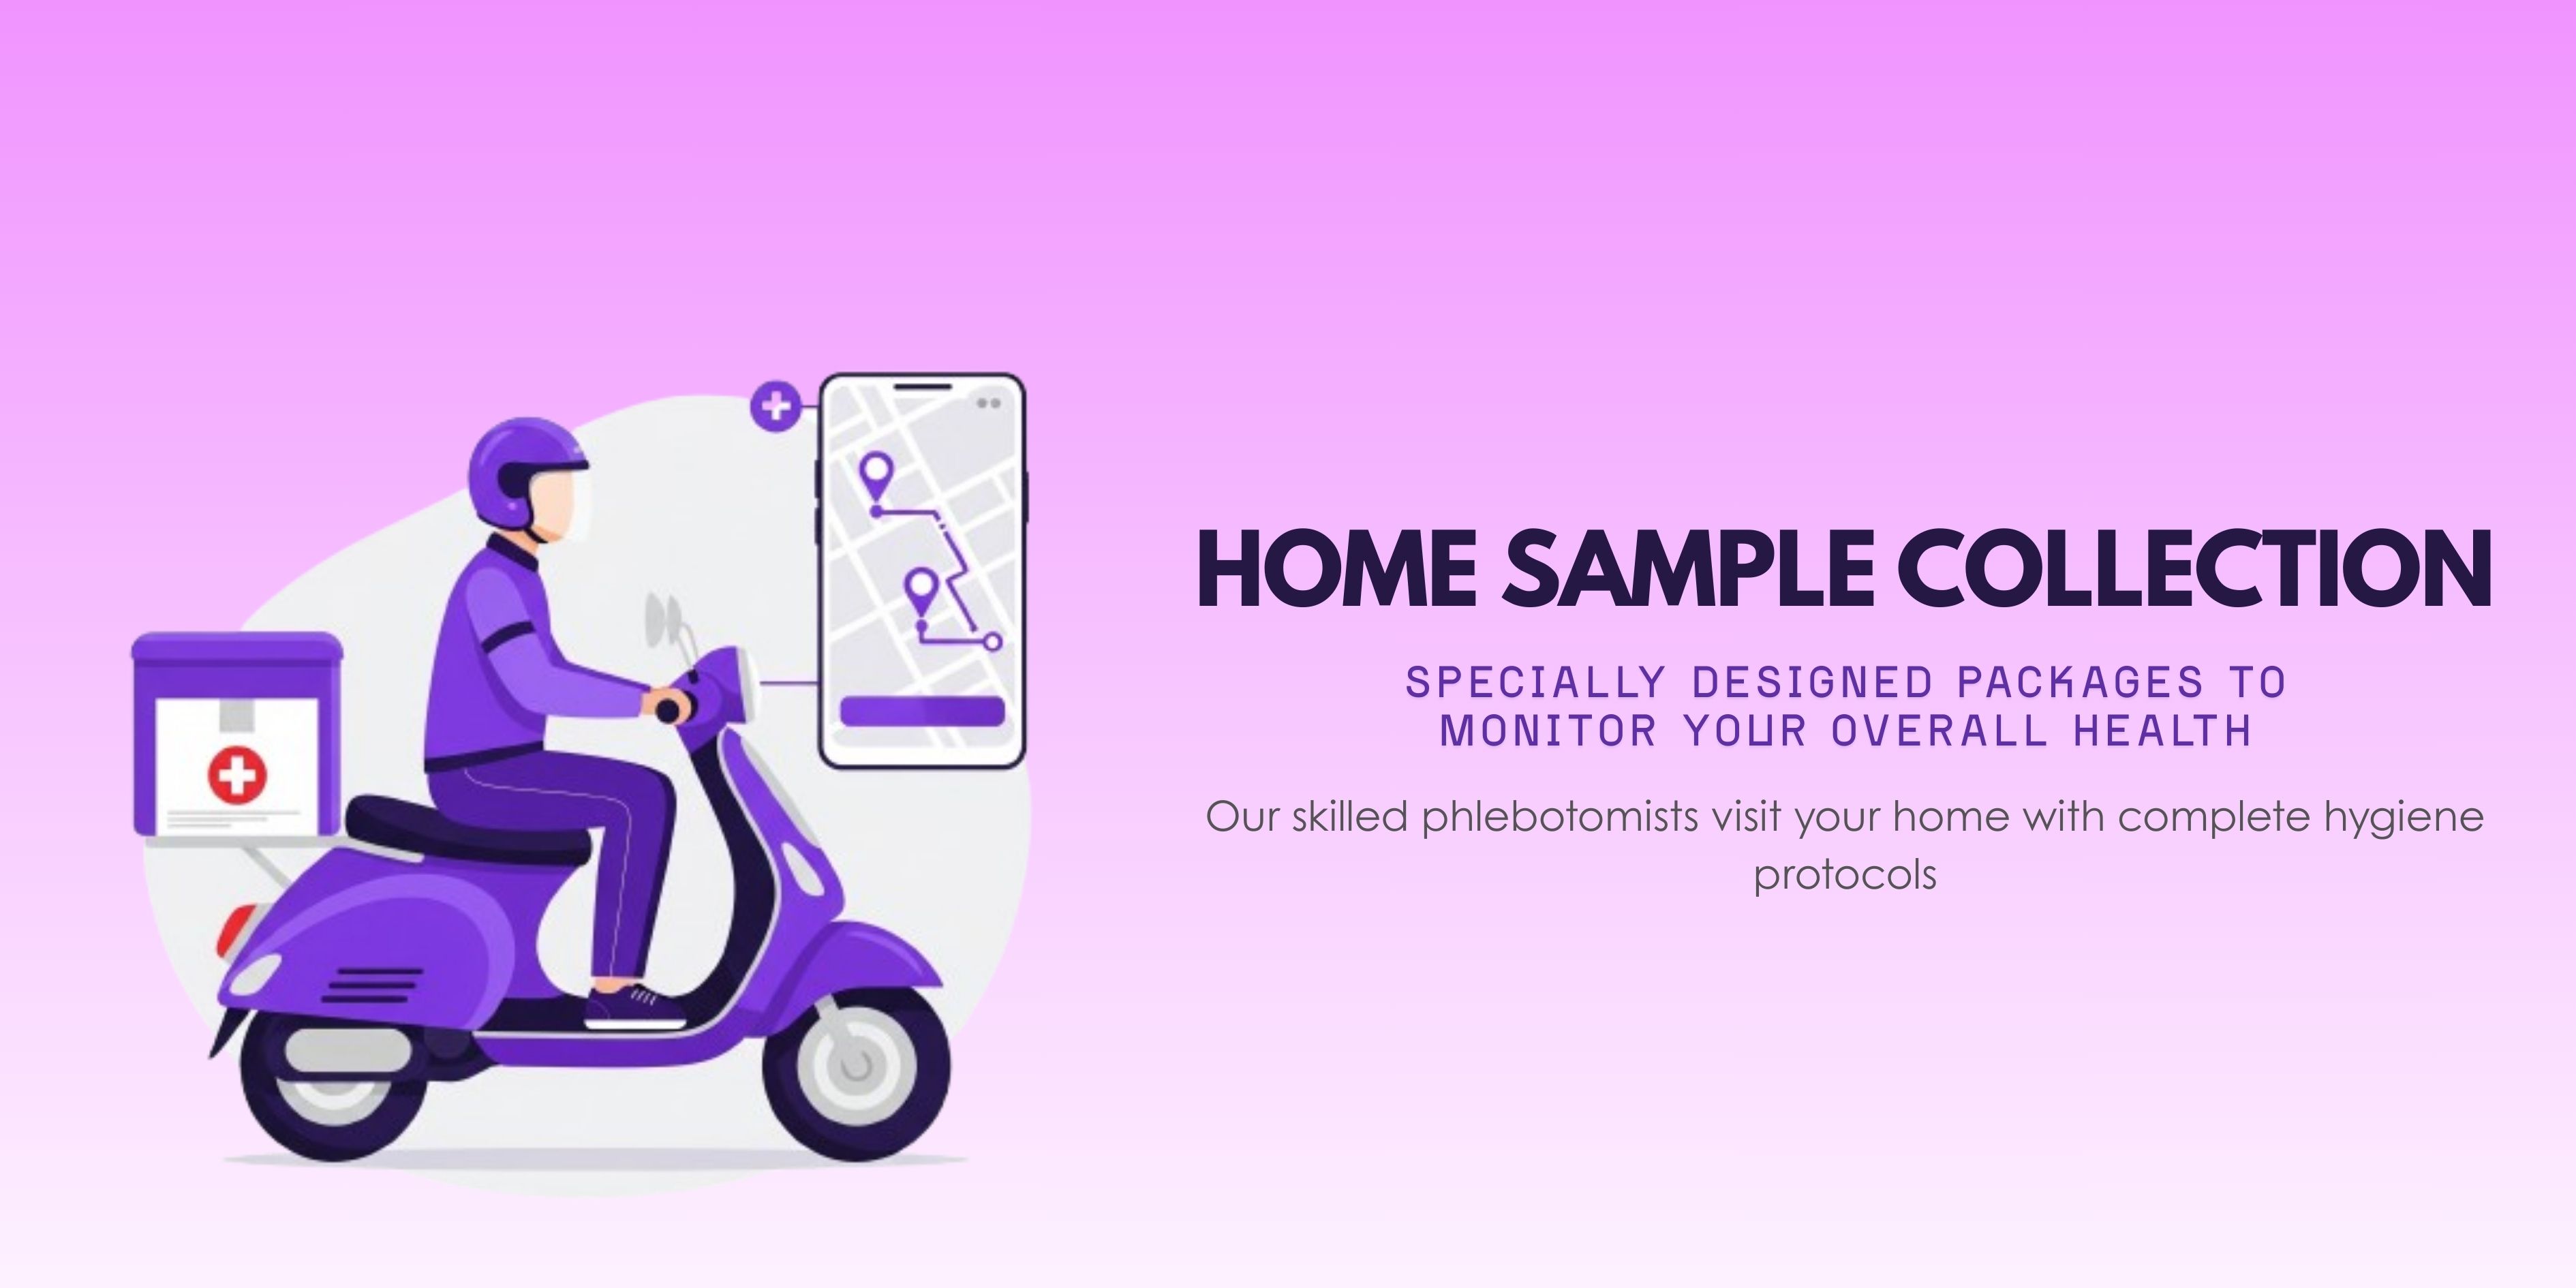 HOME SAMPLE COLLECTION
SPECIALLY DESIGNED PACKAGES TO
MONITOR YOUR OVERALL HEALTH
Our skilled phlebotomists visit your home with complete hygiene
protocols